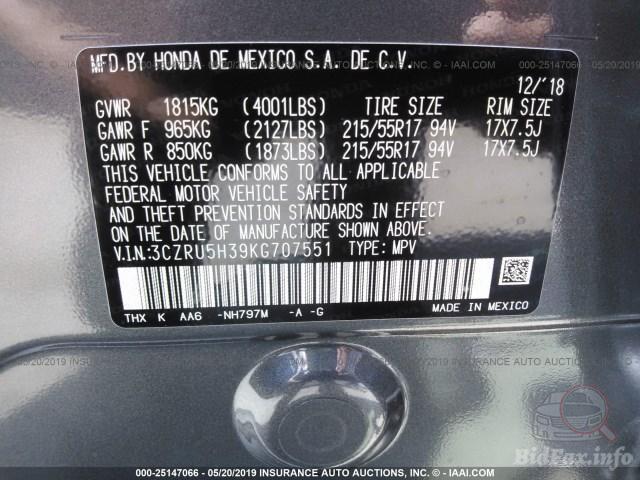 MFD.BY HONDA DE MEXICO S.A. DE C.V.
12/'18
GVWR 1815KG (4001LBS) TIRE SIZE RIM SIZE
GAWR F 965KG (2127LBS) 215/55R17 94V 17X7.5J
GAWR R 850KG (1873LBS) 215/55R17 94V 17X7.5J
THIS VEHICLE CONFORMS TO ALL APPLICABLE
FEDERAL MOTOR VEHICLE SAFETY
AND THEFT PREVENTION STANDARDS IN EFFECT
ON THE DATE OF MANUFACTURE SHOWN ABOVE.
V.I.N.:3CZRU5H39KG707551 TYPE: MPV
THX K AA6 -NH797M -A -G MADE IN MEXICO
BidFax.info
000-25147066 - 05/20/2019 INSURANCE AUTO AUCTIONS, INC. - IAAI.COM